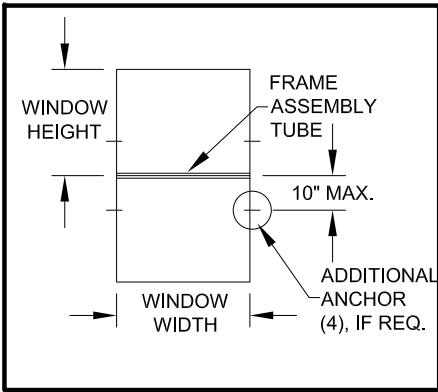 WINDOW
HEIGHT
FRAME
ASSEMBLY
TUBE
10" MAX.
ADDITIONAL
ANCHOR
(4), IF REQ.
WINDOW
WIDTH